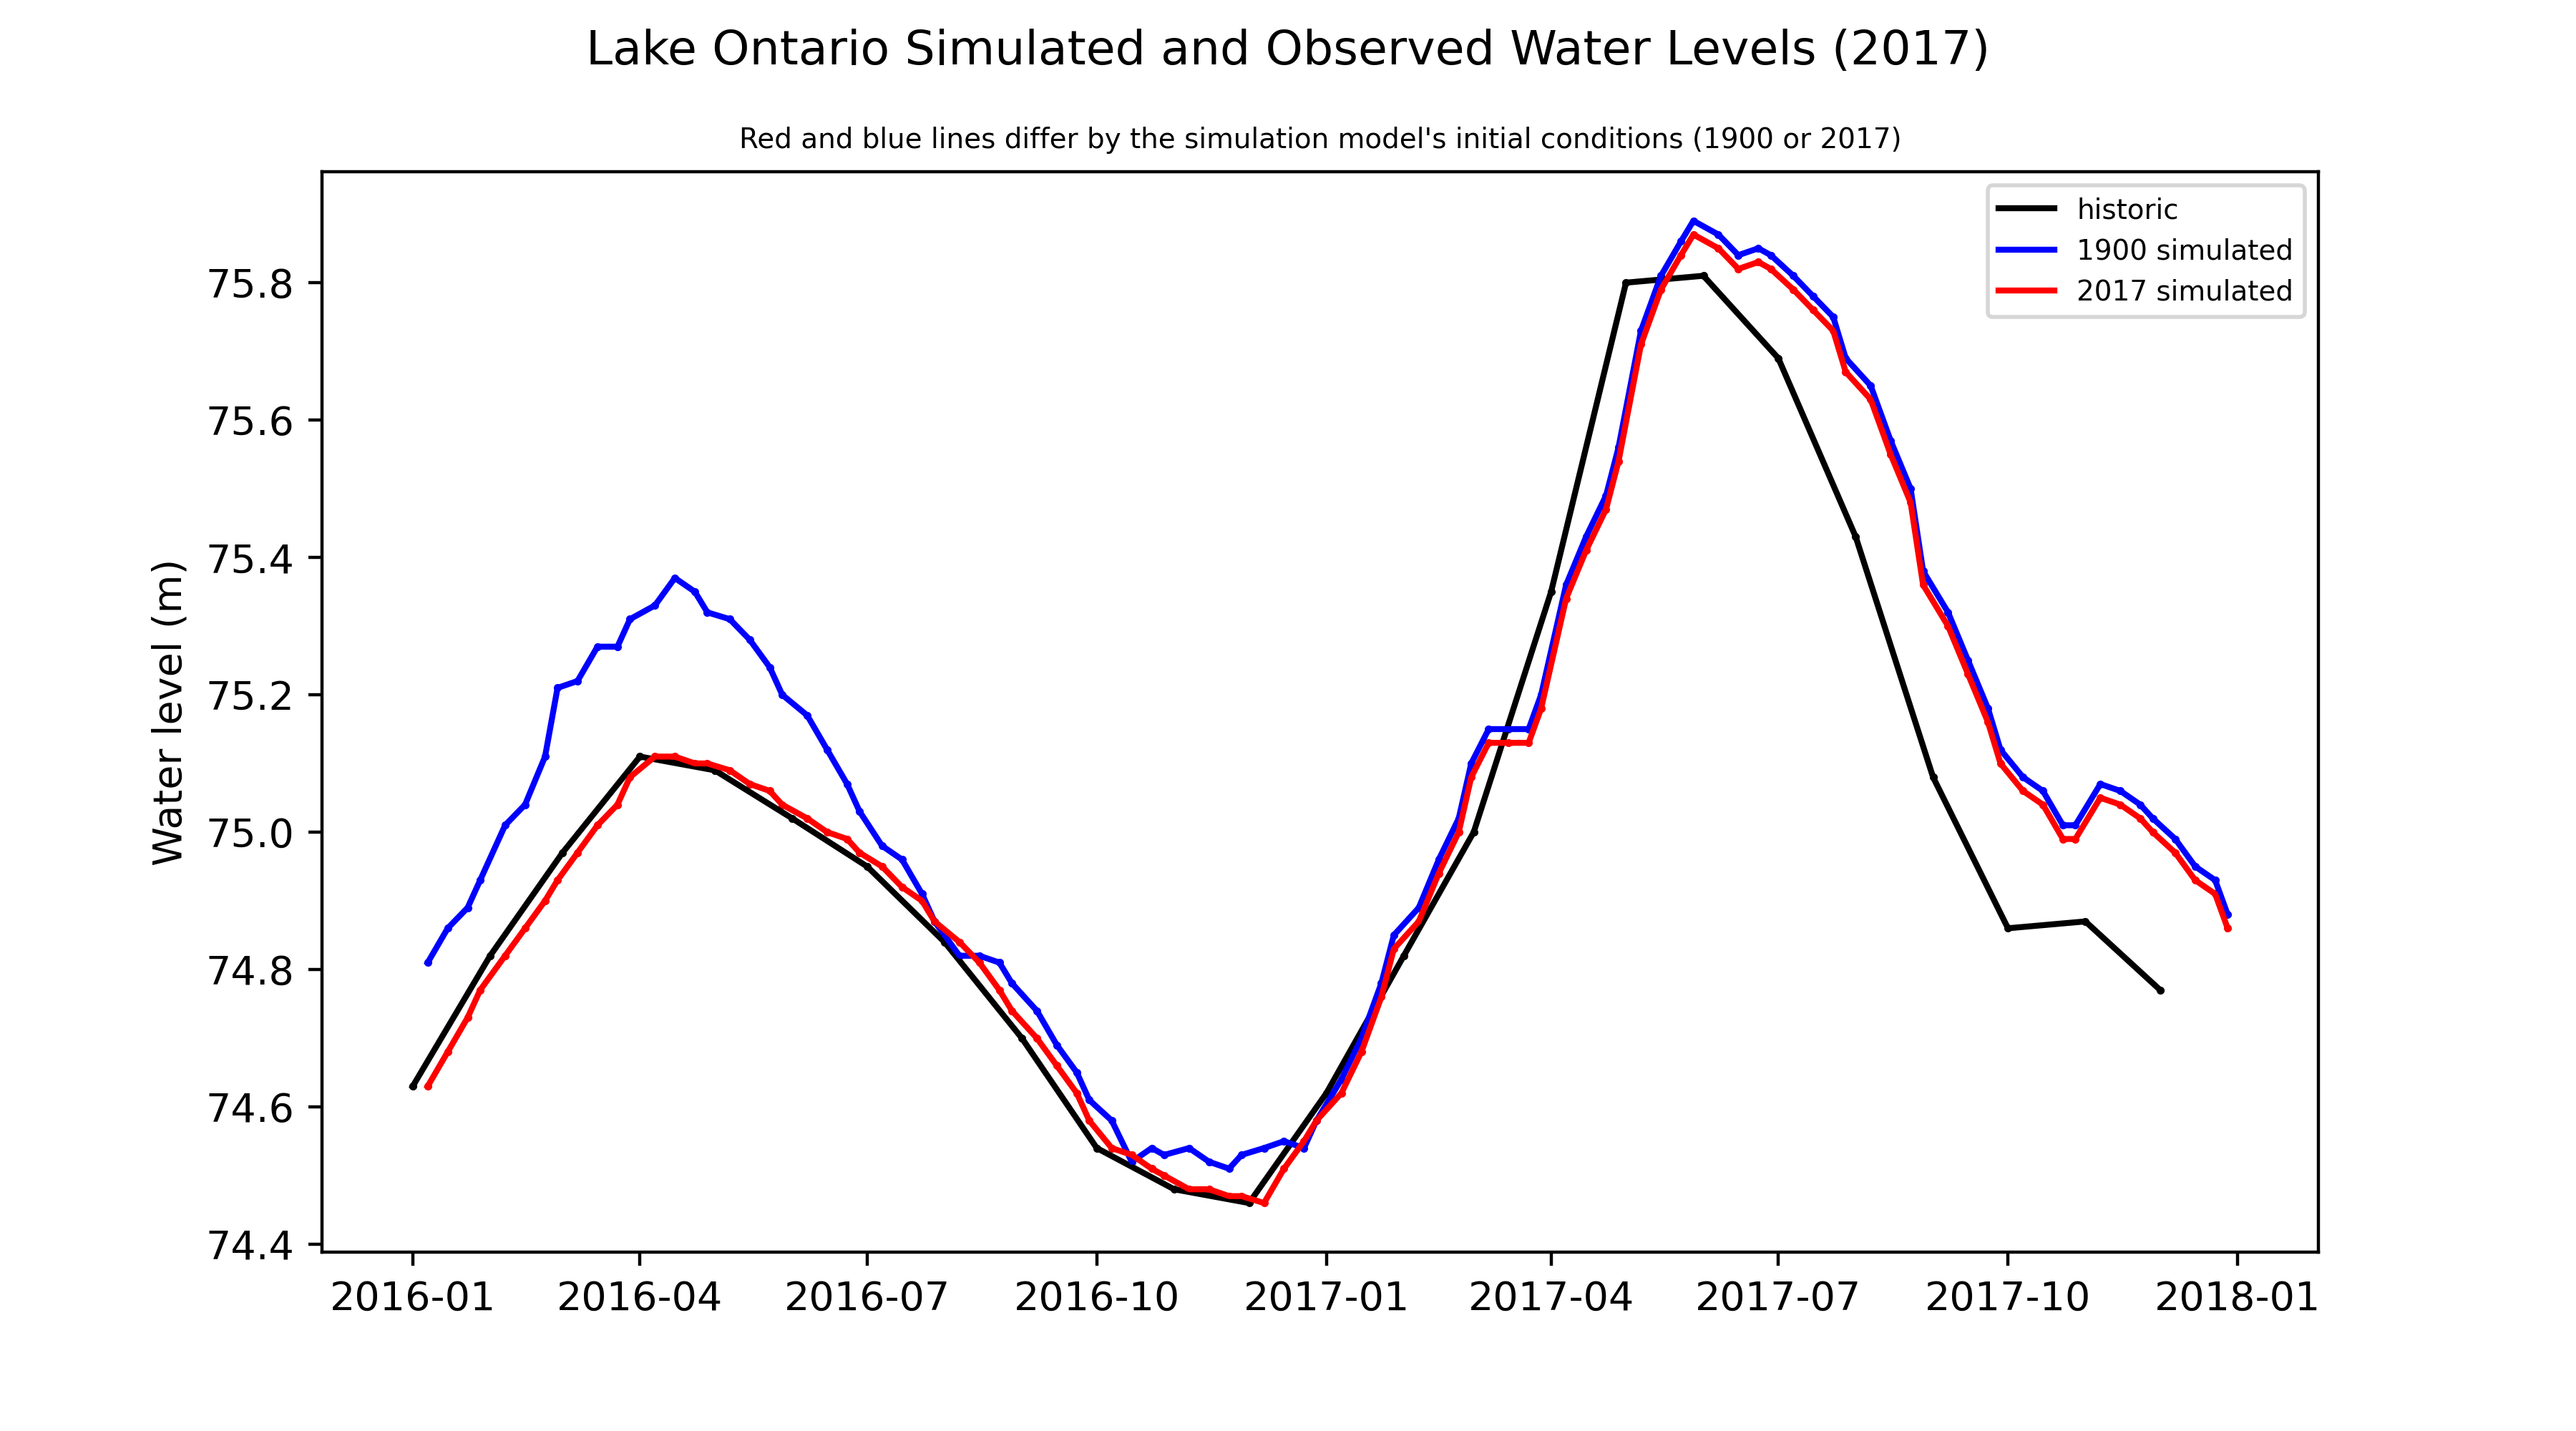 Lake Ontario Simulated and Observed Water Levels (2017)
Red and blue lines differ by the simulation model's initial conditions (1900 or 2017)
historic
1900 simulated
2017 simulated
Water level (m)
75.8
75.6
75.4
75.2
75.0
74.8
74.6
74.4
2016-01 2016-04 2016-07 2016-10 2017-01 2017-04 2017-07 2017-10 2018-01